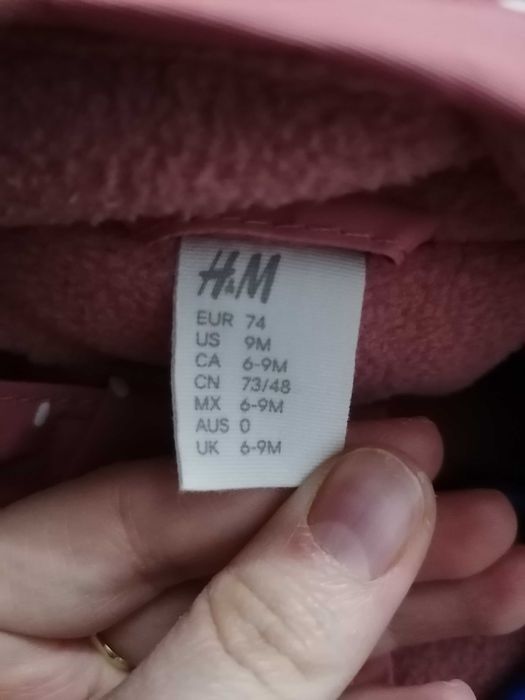 H&M
EUR 74
US 9M
CA 6-9M
CN 73/48
MX 6-9M
AUS 0
UK 6-9M